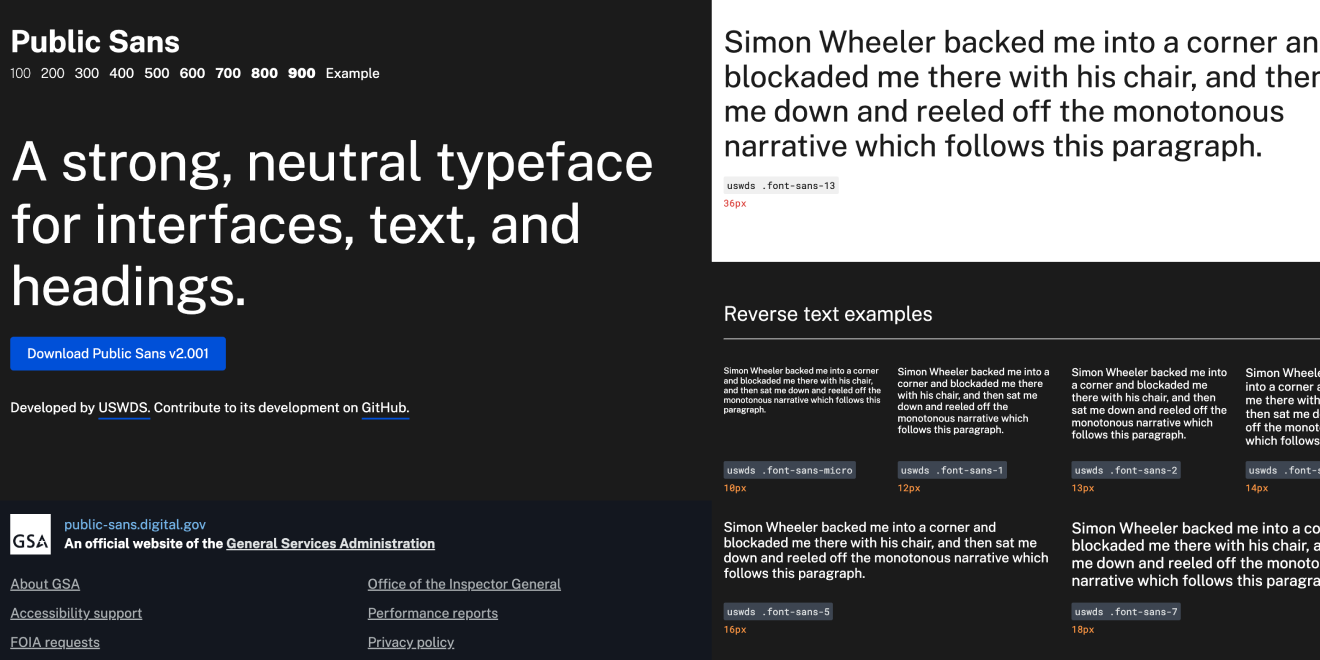 Public Sans
100 200 300 400 500 600 700 800 900 Example
A strong, neutral typeface
for interfaces, text, and
headings.
Download Public Sans v2.001
Developed by USWDS. Contribute to its development on GitHub.
GSA
public-sans.digital.gov
An official website of the General Services Administration
About GSA
Office of the Inspector General
Accessibility support
Performance reports
FOIA requests
Privacy policy
Simon Wheeler backed me into a corner an
blockaded me there with his chair, and ther
me down and reeled off the monotonous
narrative which follows this paragraph.
uswds .font-sans-13
36px
Reverse text examples
Simon Wheeler backed me into a corner
and blockaded me there with his chair,
and then sat me down and reeled off the
monotonous narrative which follows this
paragraph.
uswds .font-sans-micro
10px
Simon Wheeler backed me into a
corner and blockaded me there
with his chair, and then sat me
down and reeled off the
monotonous narrative which
follows this paragraph.
uswds .font-sans-1
12px
Simon Wheeler backed me into
a corner and blockaded me
there with his chair, and then
sat me down and reeled off the
monotonous narrative which
follows this paragraph.
uswds .font-sans-2
13px
Simon Wheele
into a corner a
me there with
then sat me d
off the monot
which follows
uswds .font-s
14px
Simon Wheeler backed me into a corner and
blockaded me there with his chair, and then sat me
down and reeled off the monotonous narrative which
follows this paragraph.
uswds .font-sans-5
16px
Simon Wheeler backed me into a co
blockaded me there with his chair, a
me down and reeled off the monoto
narrative which follows this paragra
uswds .font-sans-7
18px